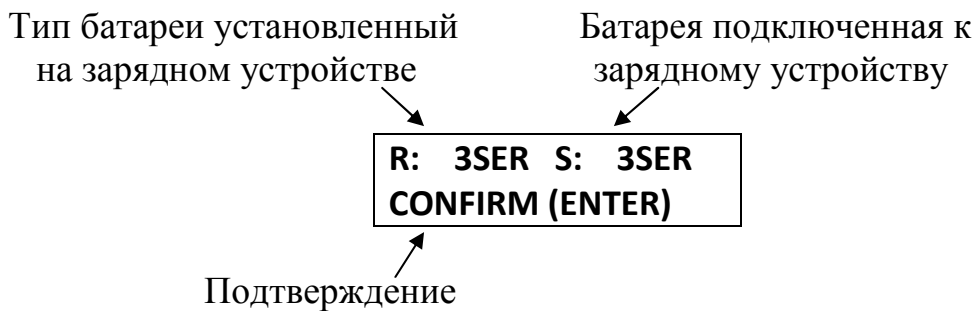 Тип батареи установленный
на зарядном устройстве
Батарея подключенная к
зарядному устройству
R: 3SER S: 3SER
CONFIRM (ENTER)
Подтверждение